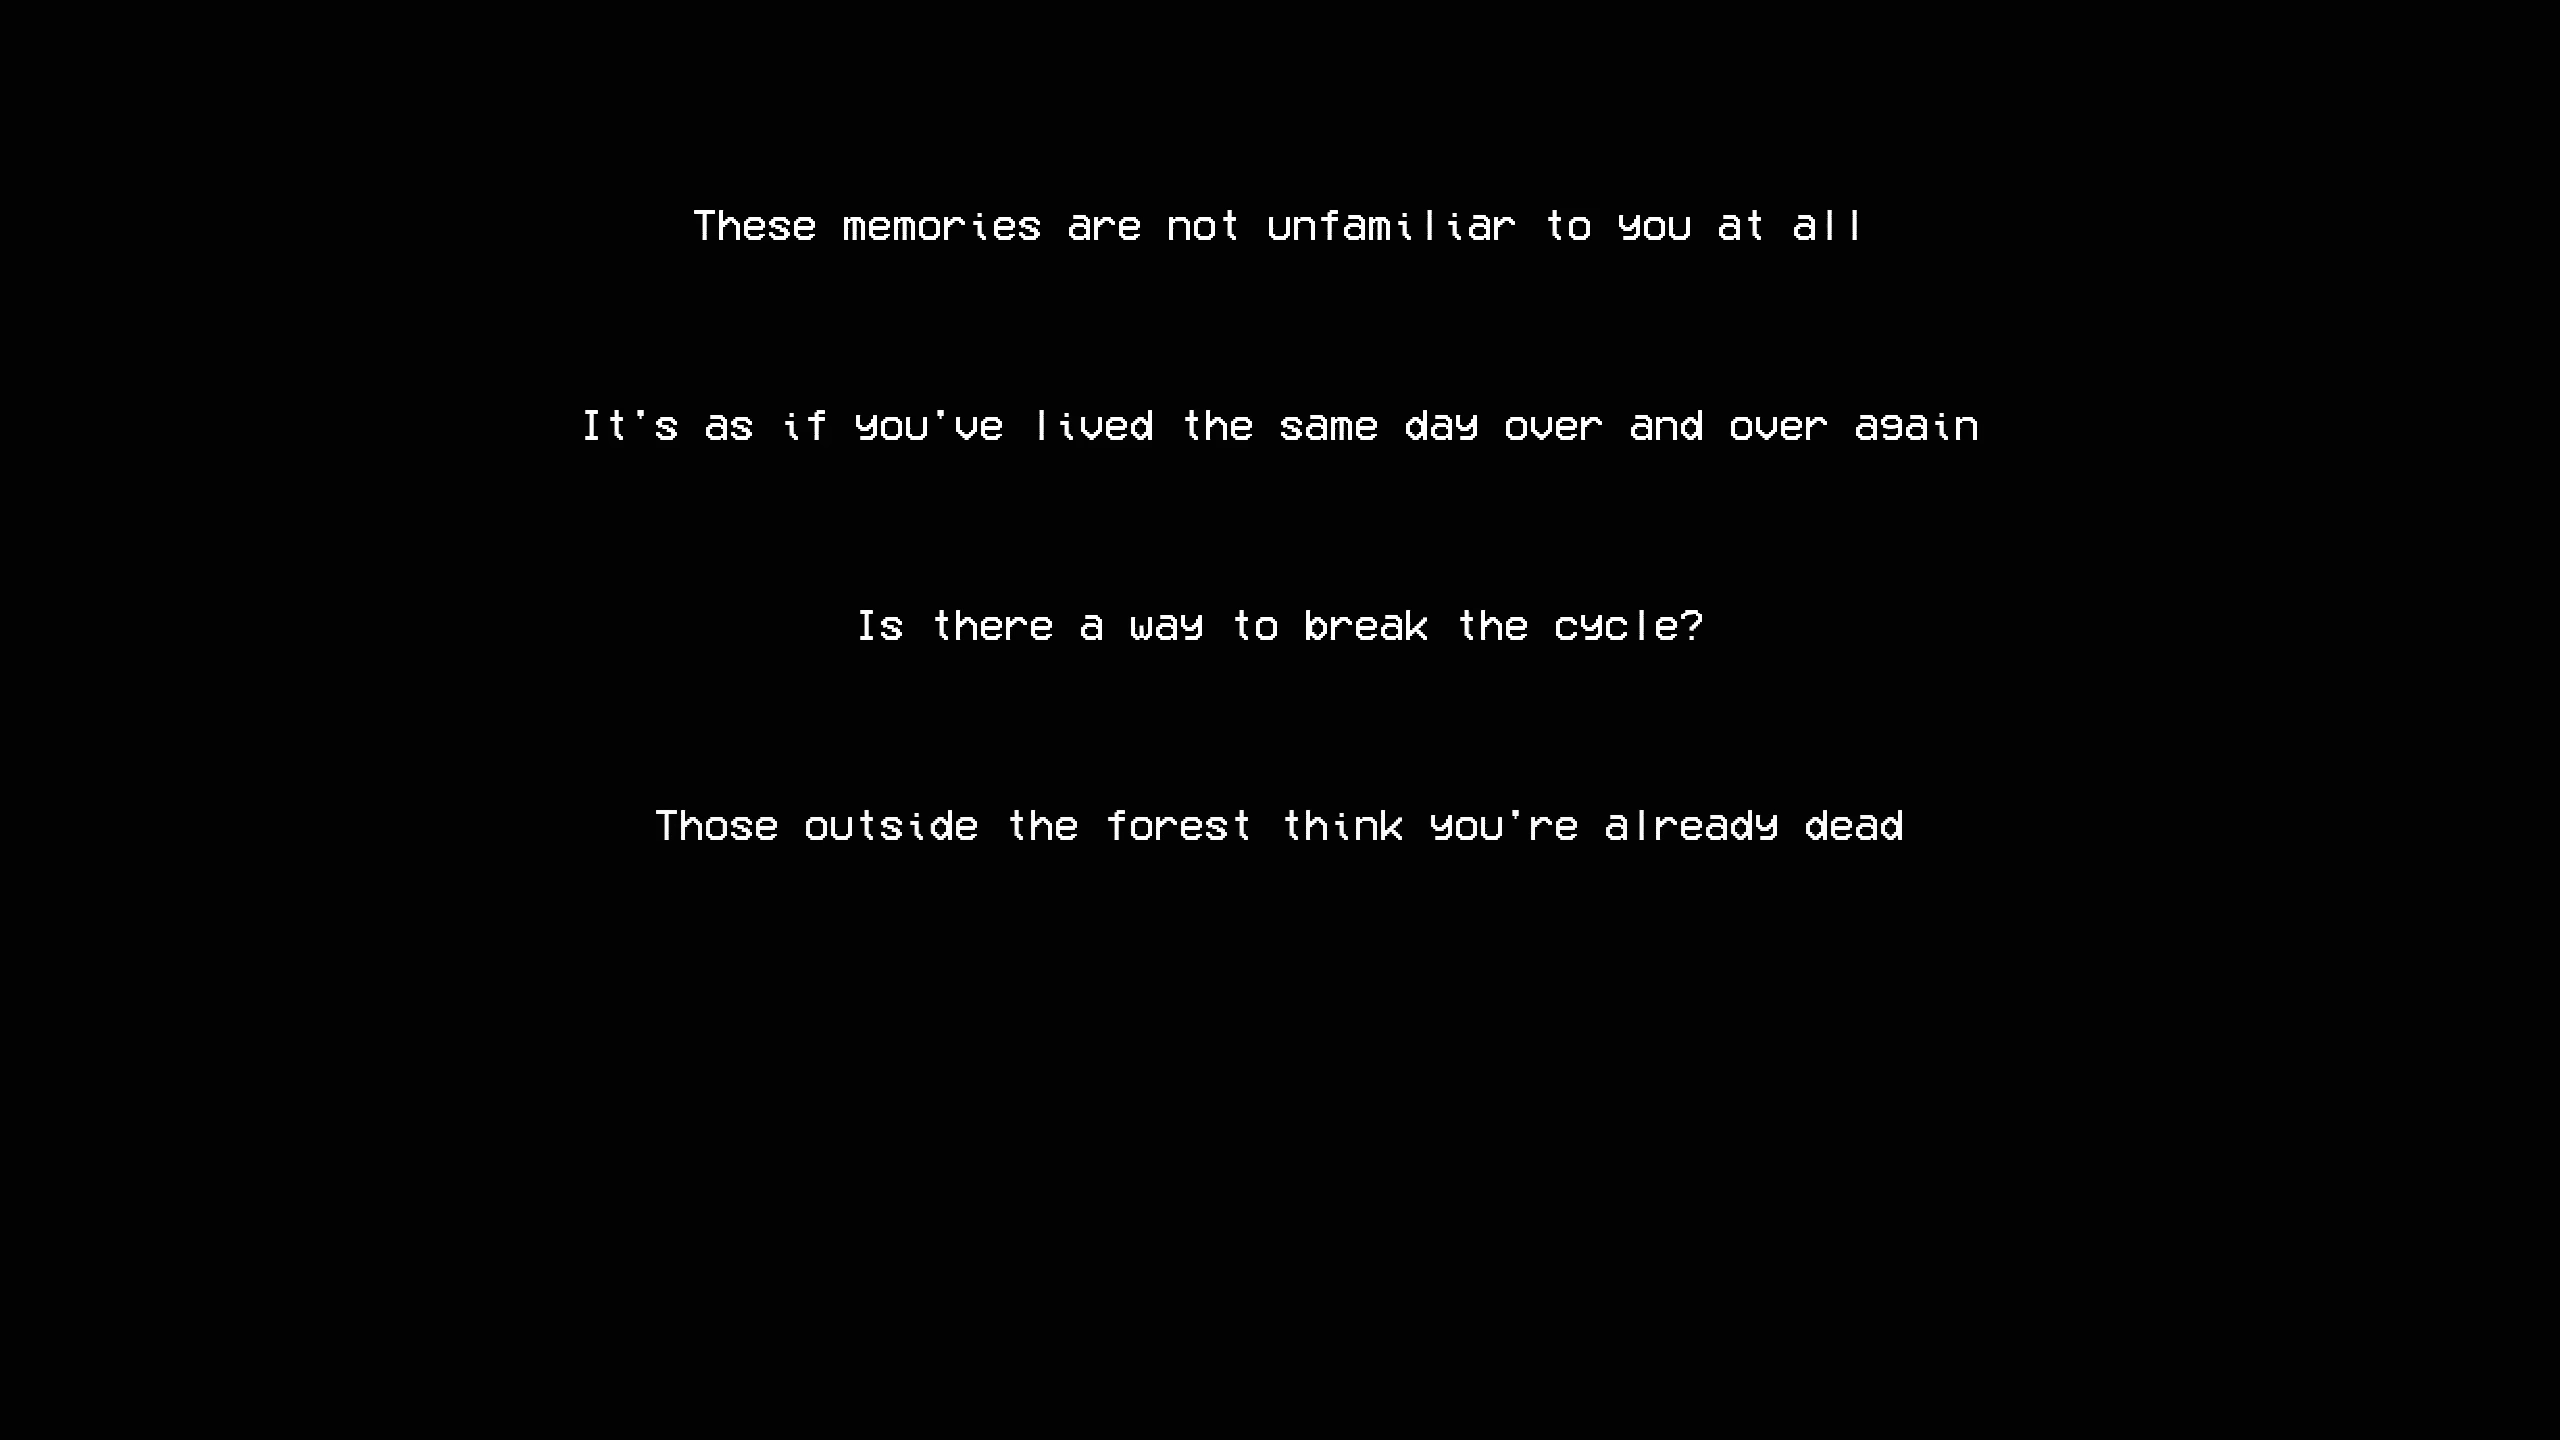 These memories are not unfamiliar to you at all
It's as if you've lived the same day over and over again
Is there a way to break the cycle?
Those outside the forest think you're already dead